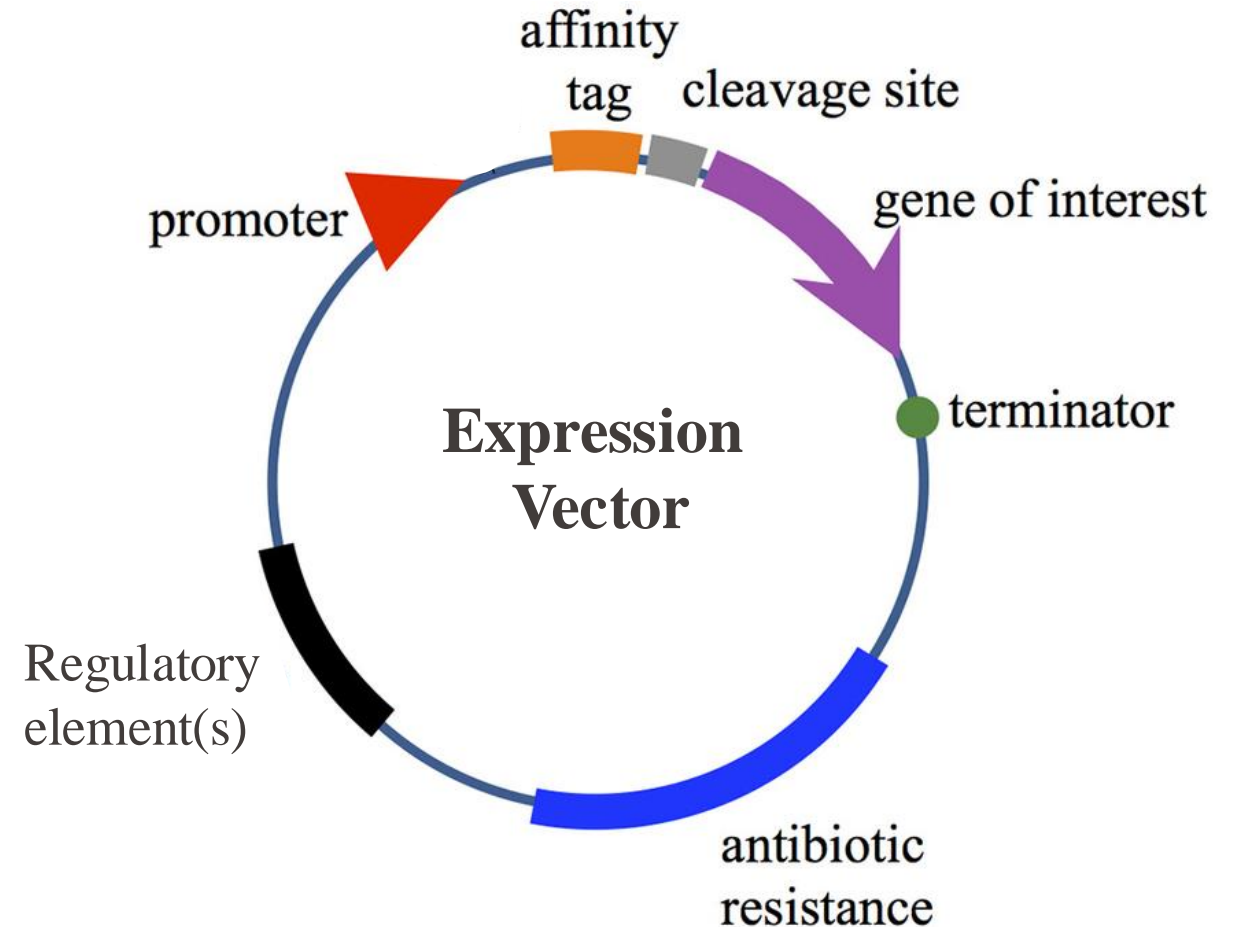 affinity
tag
cleavage site
promoter
gene of interest
terminator
Expression
Vector
Regulatory
element(s)
antibiotic
resistance